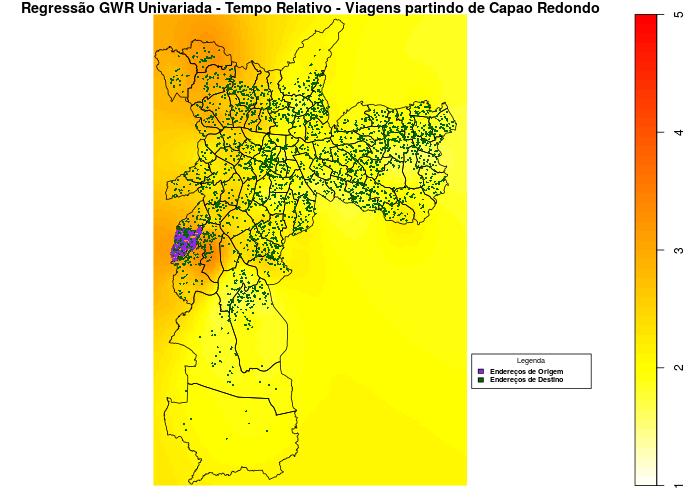 Regressão GWR Univariada - Tempo Relativo - Viagens partindo de Capao Redondo
5
4
3
2
1
Legenda
Endereços de Origem
Endereços de Destino